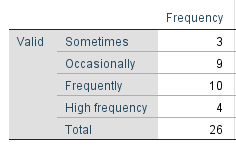 Frequency
Valid Sometimes 3
Occasionally 9
Frequently 10
High frequency 4
Total 26